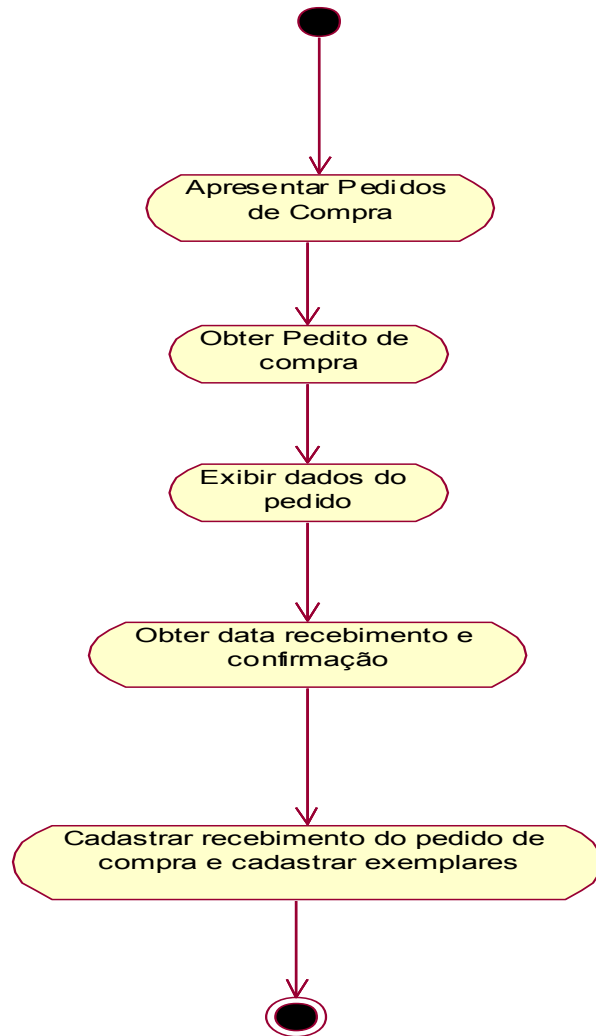 Apresentar Pedidos
de Compra
Obter Pedito de
compra
Exibir dados do
pedido
Obter data recebimento e
confirmação
Cadastrar recebimento do pedido de
compra e cadastrar exemplares